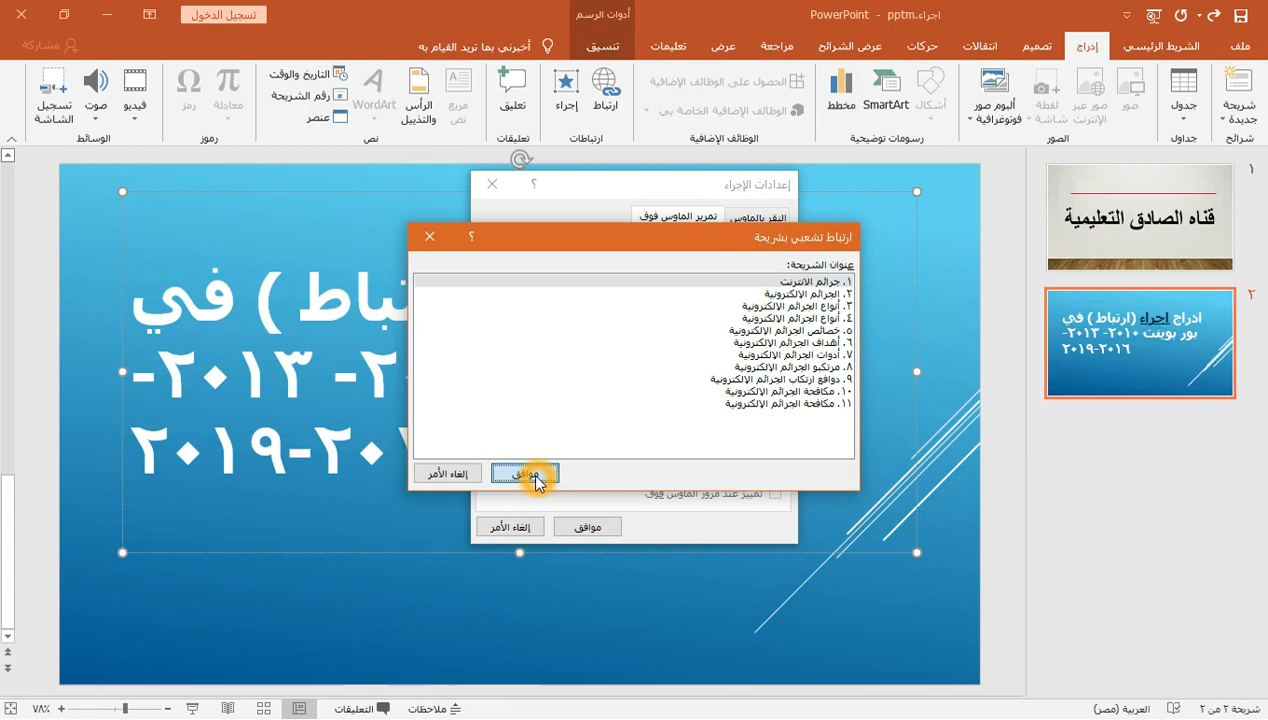 اجراء.pptm - PowerPoint
أدوات الرسم
تسجيل الدخول
ملف
الشريط الرئيسي
إدراج
تصميم
انتقالات
حركات
عرض الشرائح
مراجعة
عرض
تعليمات
تنسيق
أخبرني بما تريد القيام به
مشاركة
شريحة جديدة
جدول
صور
صور عبر الإنترنت
لقطة شاشة
ألبوم صور فوتوغرافية
أشكال
SmartArt
مخطط
الحصول على الوظائف الإضافية
الوظائف الإضافية الخاصة بي
ارتباط
إجراء
تعليق
مربع نص
الرأس والتذييل
WordArt
التاريخ والوقت
رقم الشريحة
عنصر
معادلة
رمز
فيديو
صوت
تسجيل الشاشة
شرائح
جداول
الصور
رسومات توضيحية
الوظائف الإضافية
ارتباطات
تعليقات
نص
رموز
الوسائط
١
قناه الصادق التعليمية
٢
ادراج اجراء (ارتباط) في
بور بوينت ٢٠١٠- ٢٠١٣-
٢٠١٦-٢٠١٩
إعدادات الإجراء
؟
النقر بالماوس
تمرير الماوس فوق
ارتباط تشعبي بشريحة
؟
عنوان الشريحة:
١. جرائم الانترنت
٢. الجرائم الإلكترونية
٣. أنواع الجرائم الإلكترونية
٤. أنواع الجرائم الإلكترونية
٥. خصائص الجرائم الإلكترونية
٦. أهداف الجرائم الإلكترونية
٧. أدوات الجرائم الإلكترونية
٨. مرتكبو الجرائم الإلكترونية
٩. دوافع ارتكاب الجرائم الإلكترونية
١٠. مكافحة الجرائم الإلكترونية
١١. مكافحة الجرائم الإلكترونية
موافق
إلغاء الأمر
تمييز عند مرور الماوس فوق
موافق
إلغاء الأمر
) في
٢٠١٣-
٢٠١٩
شريحة ٢ من ٢
العربية (مصر)
ملاحظات
التعليقات
٧٨%